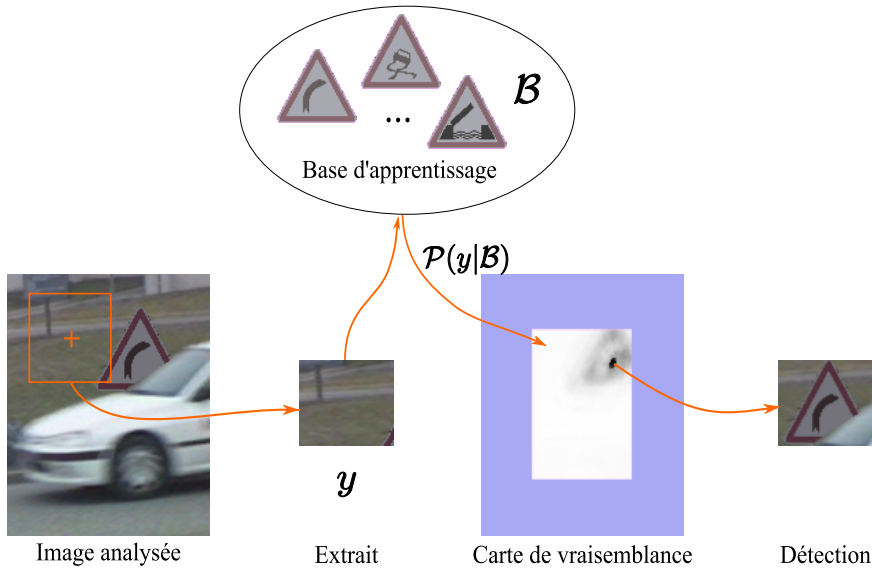 ℬ
...
Base d'apprentissage
𝒫(y|ℬ)
y
Image analysée
Extrait
Carte de vraisemblance
Détection